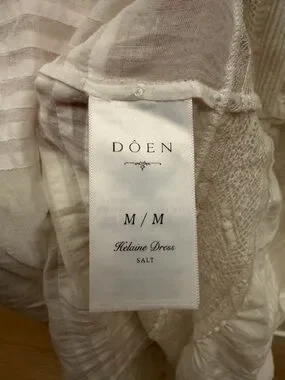 DÔEN
M / M
Helaine Dress
SALT